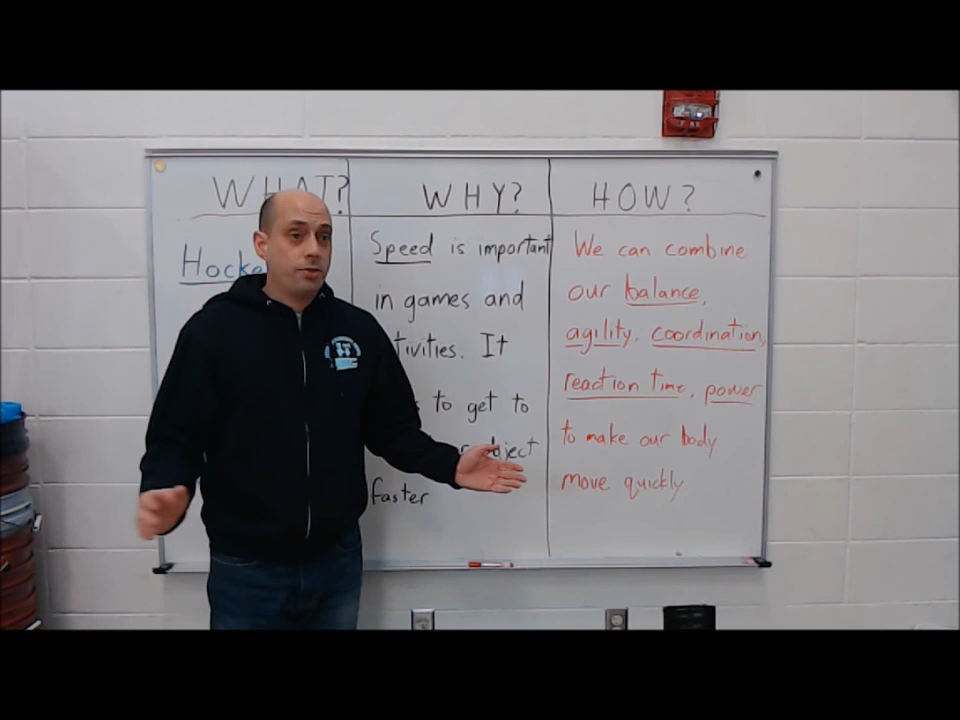 WHAT?
WHY?
HOW?
Hocke
Speed is important
in games and
tivities. It
to get to
object
faster
We can combine
our balance,
agility, coordination,
reaction time, power
to make our body
move quickly